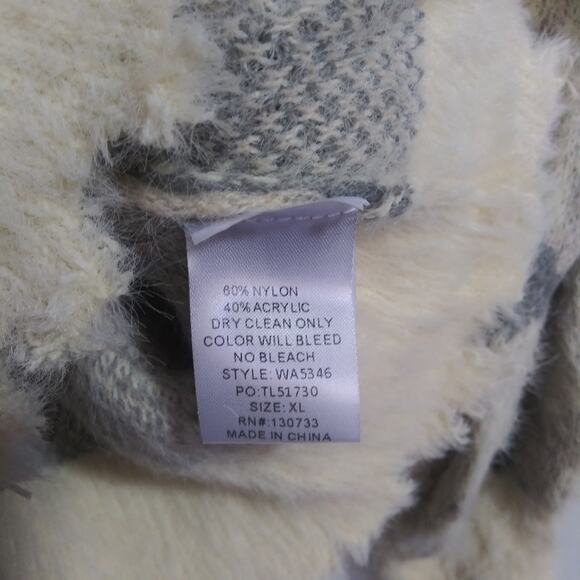 60% NYLON
40% ACRYLIC
DRY CLEAN ONLY
COLOR WILL BLEED
NO BLEACH
STYLE: WA5346
PO:TL51730
SIZE: XL
RN#:130733
MADE IN CHINA